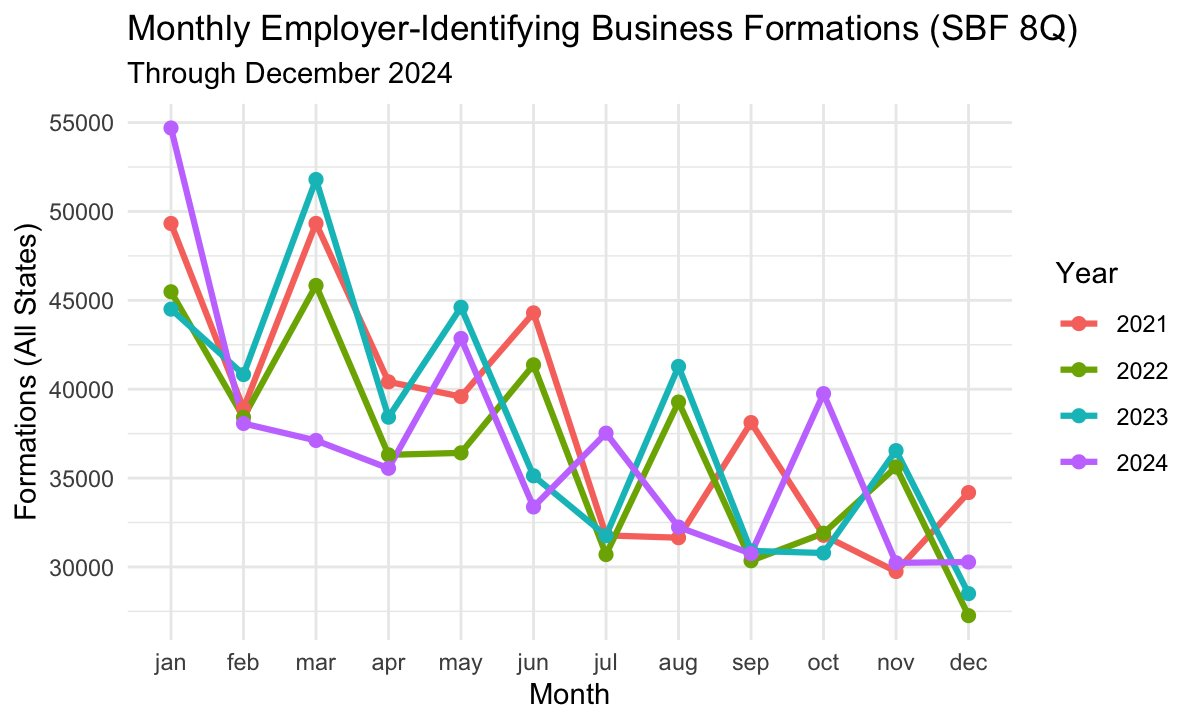 Monthly Employer-Identifying Business Formations (SBF 8Q)
Through December 2024
Formations (All States)
55000
50000
45000
40000
35000
30000
jan feb mar apr may jun jul aug sep oct nov dec
Month
Year
2021
2022
2023
2024